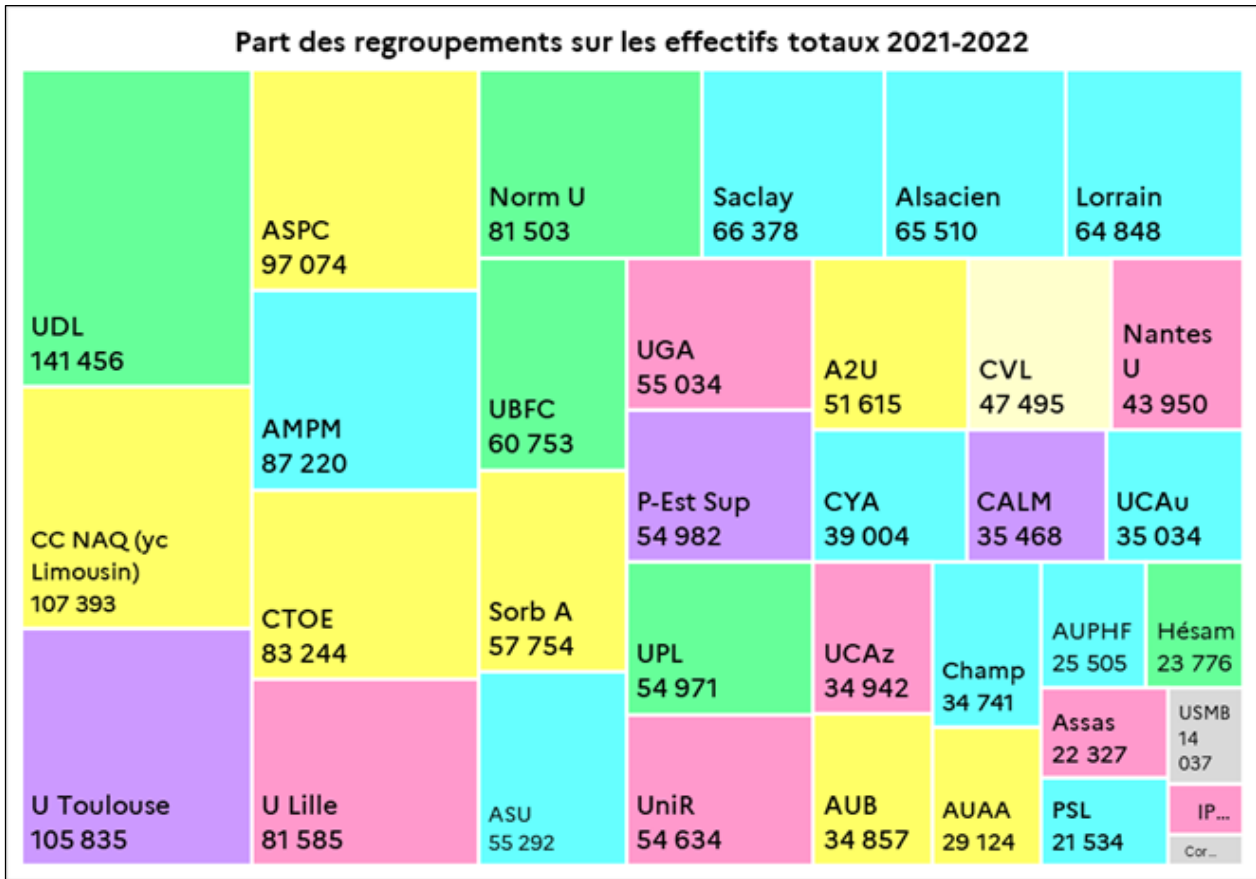 Part des regroupements sur les effectifs totaux 2021-2022
UDL
141 456
CC NAQ (yc
Limousin)
107 393
U Toulouse
105 835
ASPC
97 074
AMPM
87 220
CTOE
83 244
U Lille
81 585
Norm U
81 503
Saclay
66 378
Alsacien
65 510
Lorrain
64 848
UBFC
60 753
Sorb A
57 754
ASU
55 292
UGA
55 034
P-Est Sup
54 982
UPL
54 971
UniR
54 634
A2U
51 615
CVL
47 495
Nantes
U
43 950
CYA
39 004
CALM
35 468
UCAu
35 034
UCAz
34 942
AUB
34 857
Champ
34 741
AUAA
29 124
AUPHF
25 505
Hésam
23 776
Assas
22 327
PSL
21 534
USMB
14
037
IP...
Cor...